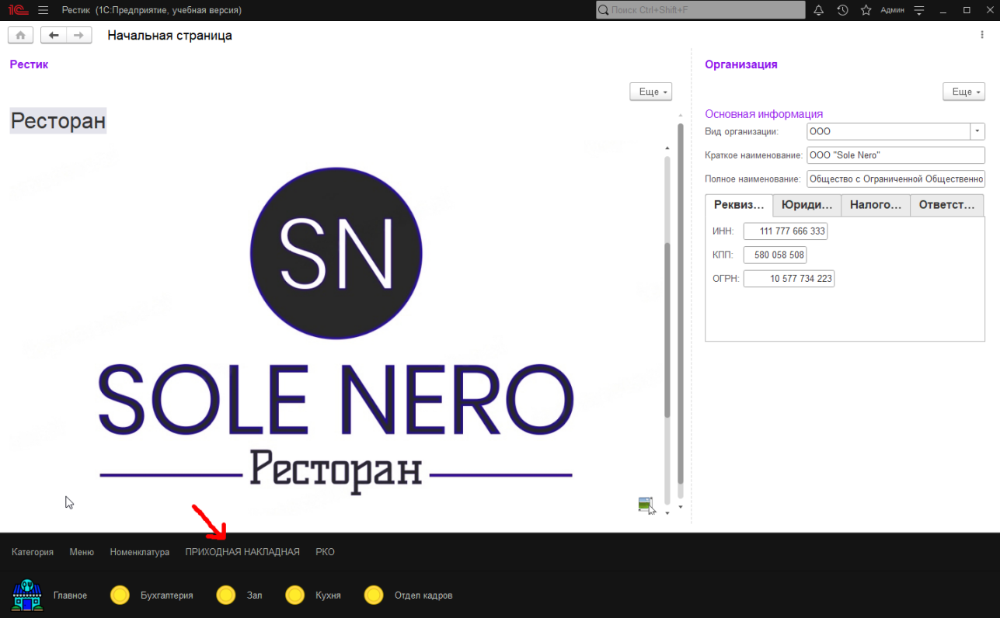 1С Рестик (1С:Предприятие, учебная версия) Поиск Ctrl+Shift+F Админ
Начальная страница
Рестик
Еще
Ресторан
SN
SOLE NERO
Ресторан
Организация
Еще
Основная информация
Вид организации: ООО
Краткое наименование: ООО "Sole Nero"
Полное наименование: Общество с Ограниченной Общественно
Реквиз... Юриди... Налого... Ответст...
ИНН: 111 777 666 333
КПП: 580 058 508
ОГРН: 10 577 734 223
Категория Меню Номенклатура ПРИХОДНАЯ НАКЛАДНАЯ РКО
Главное Бухгалтерия Зал Кухня Отдел кадров